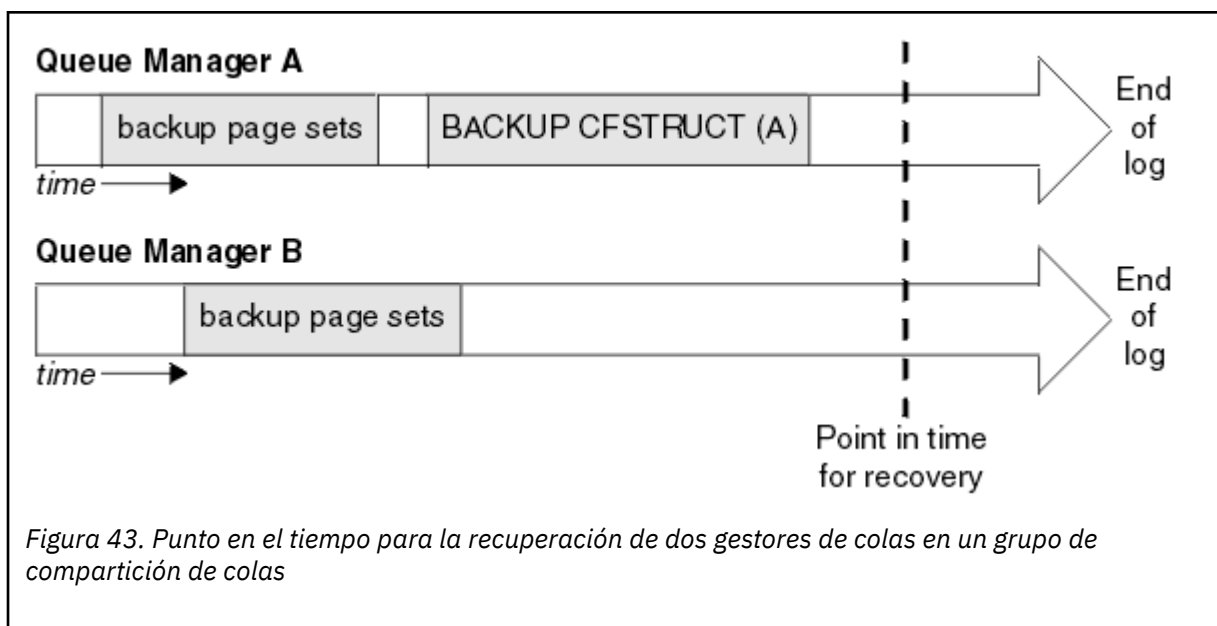 Queue Manager A
backup page sets
BACKUP CFSTRUCT (A)
time
End
of
log
Queue Manager B
backup page sets
time
End
of
log
Point in time
for recovery
Figura 43. Punto en el tiempo para la recuperación de dos gestores de colas en un grupo de
compartición de colas